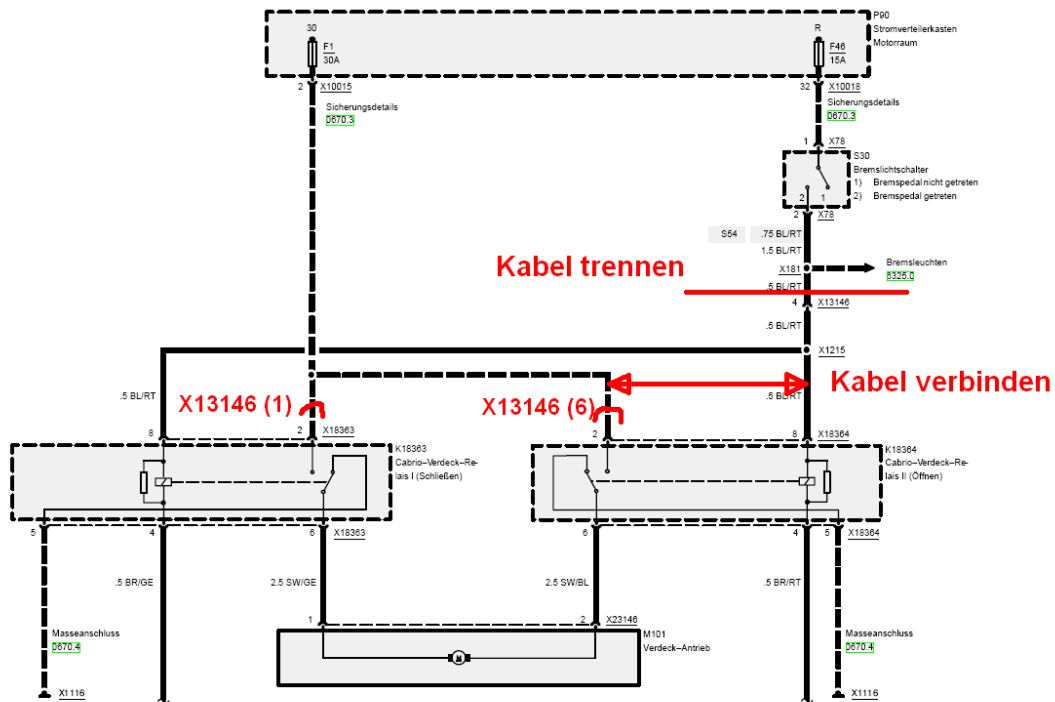 P90
Stromverteilerkasten
Motorraum
30
F1
30A
R
F46
15A
2
X10015
32
X10018
Sicherungsdetails
0670.3
Sicherungsdetails
0670.3
1
X78
S30
Bremslichtschalter
1) Bremspedal nicht getreten
2) Bremspedal getreten
2
1
2
X78
S54
.75 BL/RT
1.5 BL/RT
Kabel trennen
X181
Bremsleuchten
6325.0
.5 BL/RT
4
X13146
.5 BL/RT
X1215
Kabel verbinden
.5 BL/RT
.5 BL/RT
X13146 (1)
X13146 (6)
8
2
X18363
2
8
X18364
K18363
Cabrio-Verdeck-Re-
lais I (Schließen)
K18364
Cabrio-Verdeck-Re-
lais II (Öffnen)
5
4
6
X18363
6
4
5
X18364
.5 BR/GE
2.5 SW/GE
2.5 SW/BL
.5 BR/RT
1
2
X23146
M101
Verdeck-Antrieb
M
Masseanschluss
0670.4
Masseanschluss
0670.4
X1116
X1116